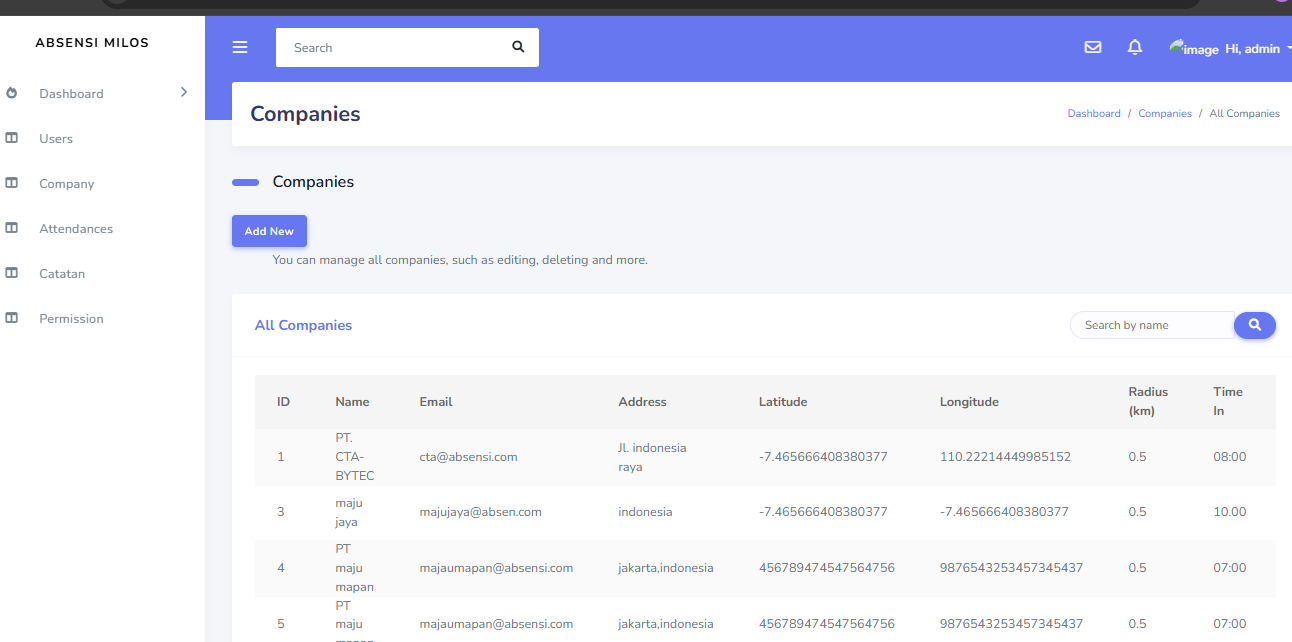 ABSENSI MILOS
Dashboard
Users
Company
Attendances
Catatan
Permission
Search
image Hi, admin
Companies
Dashboard / Companies / All Companies
Companies
Add New
You can manage all companies, such as editing, deleting and more.
All Companies
Search by name
ID Name Email Address Latitude Longitude Radius (km) Time In
1 PT. CTA-BYTEC cta@absensi.com Jl. indonesia raya -7.465666408380377 110.22214449985152 0.5 08:00
3 maju jaya majujaya@absen.com indonesia -7.465666408380377 -7.465666408380377 0.5 10.00
4 PT maju mapan majaumapan@absensi.com jakarta,indonesia 456789474547564756 9876543253457345437 0.5 07:00
5 PT maju majaumapan@absensi.com jakarta,indonesia 456789474547564756 9876543253457345437 0.5 07:00